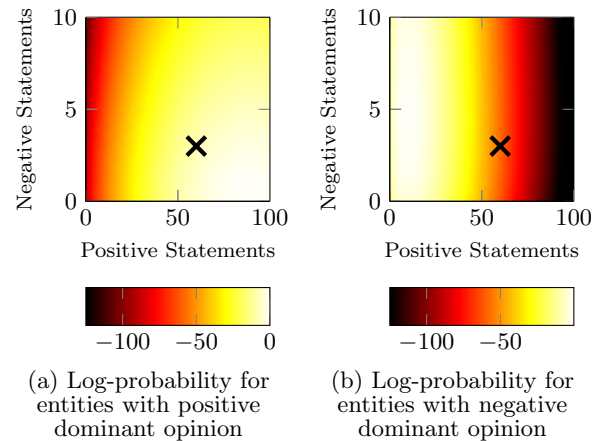 10
5
0
Negative Statements
0
50
100
Positive Statements
−100
−50
0
(a) Log-probability for
entities with positive
dominant opinion
10
5
0
Negative Statements
0
50
100
Positive Statements
−100
−50
(b) Log-probability for
entities with negative
dominant opinion